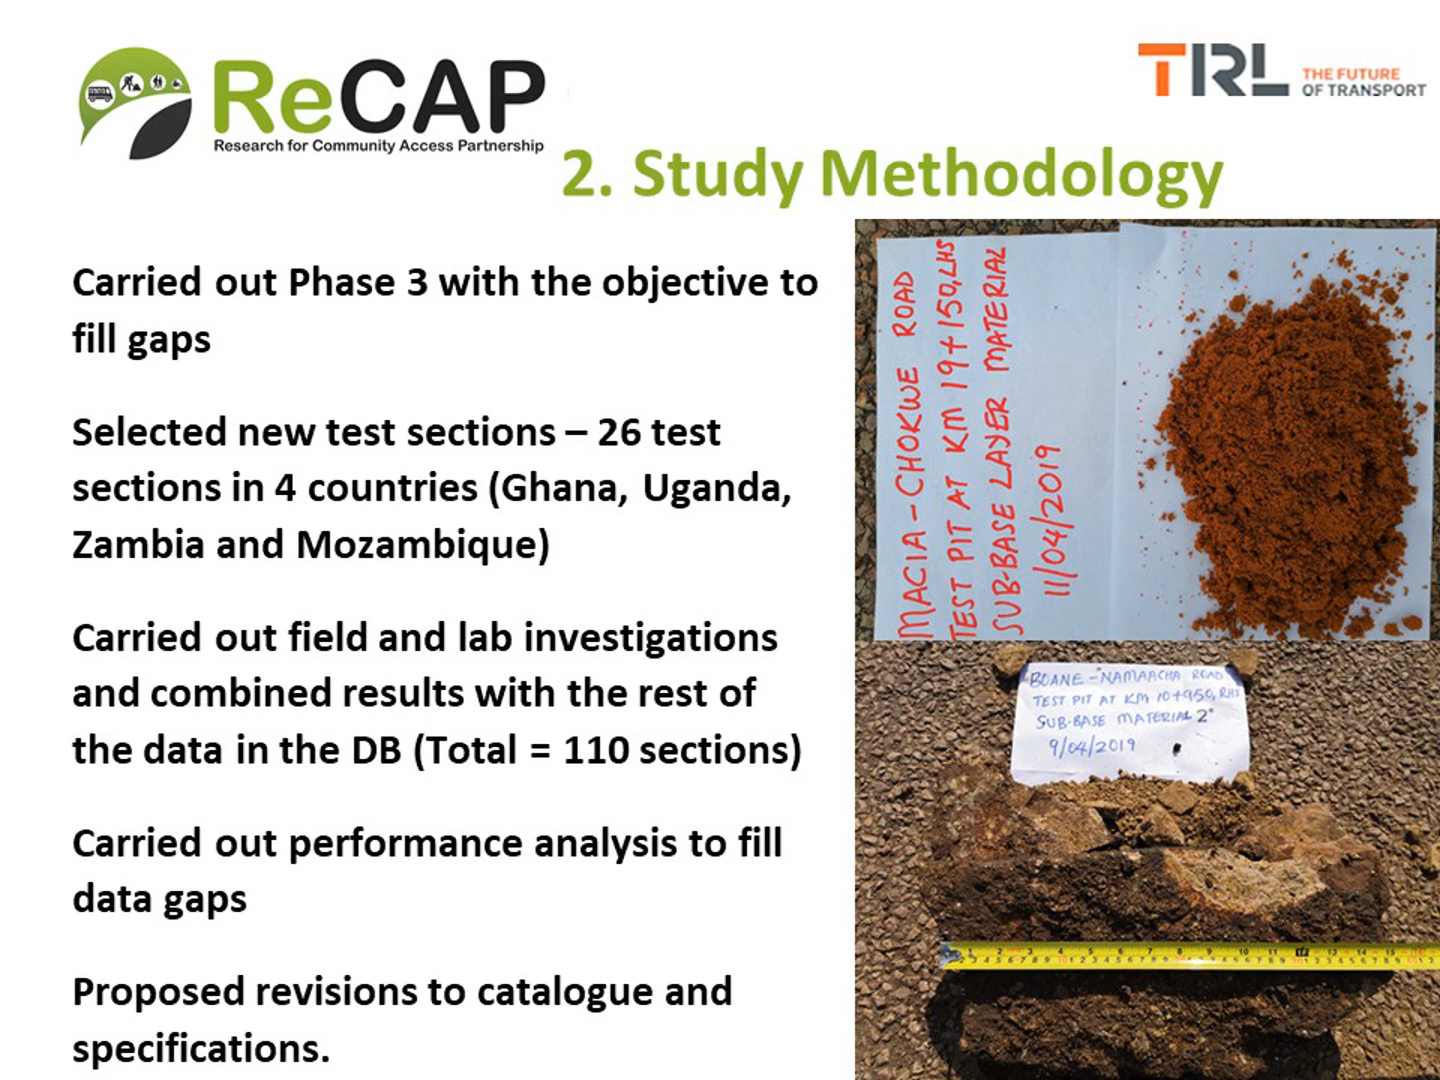 ReCAP
Research for Community Access Partnership
TRL
THE FUTURE
OF TRANSPORT
2. Study Methodology
Carried out Phase 3 with the objective to
fill gaps
Selected new test sections – 26 test
sections in 4 countries (Ghana, Uganda,
Zambia and Mozambique)
Carried out field and lab investigations
and combined results with the rest of
the data in the DB (Total = 110 sections)
Carried out performance analysis to fill
data gaps
Proposed revisions to catalogue and
specifications.
MACIA-CHOKWE ROAD
TEST PIT AT KM 19+150, LHS
SUB-BASE LAYER MATERIAL
11/04/2019
BOANE-NAMAACHA ROAD
TEST PIT AT KM 10+950, RHS
SUB-BASE MATERIAL 2"
9/04/2019